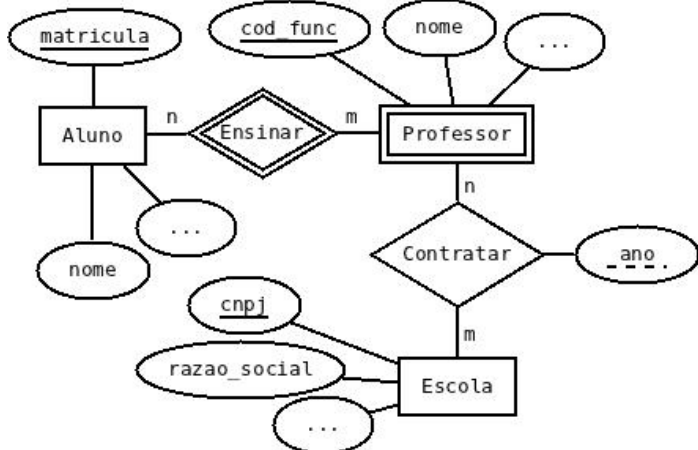 matricula
cod_func
nome
...
n
m
Aluno
Ensinar
Professor
...
nome
n
Contratar
ano
cnpj
m
razao_social
Escola
...